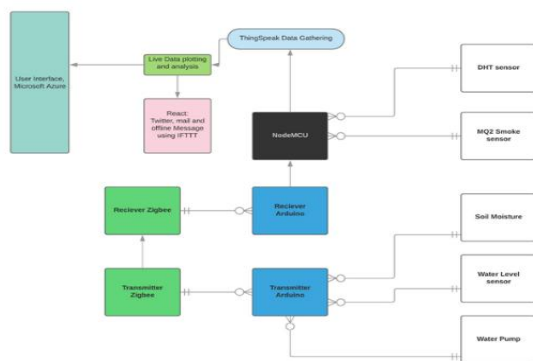 ThingSpeak Data Gathering
Live Data plotting
and analysis
User Interface,
Microsoft Azure
DHT sensor
React:
Twitter, mail and
offline Message
using IFTTT
NodeMCU
MQ2 Smoke
sensor
Reciever Zigbee
Reciever
Arduino
Soil Moisture
Transmitter
Zigbee
Transmitter
Arduino
Water Level
sensor
Water Pump